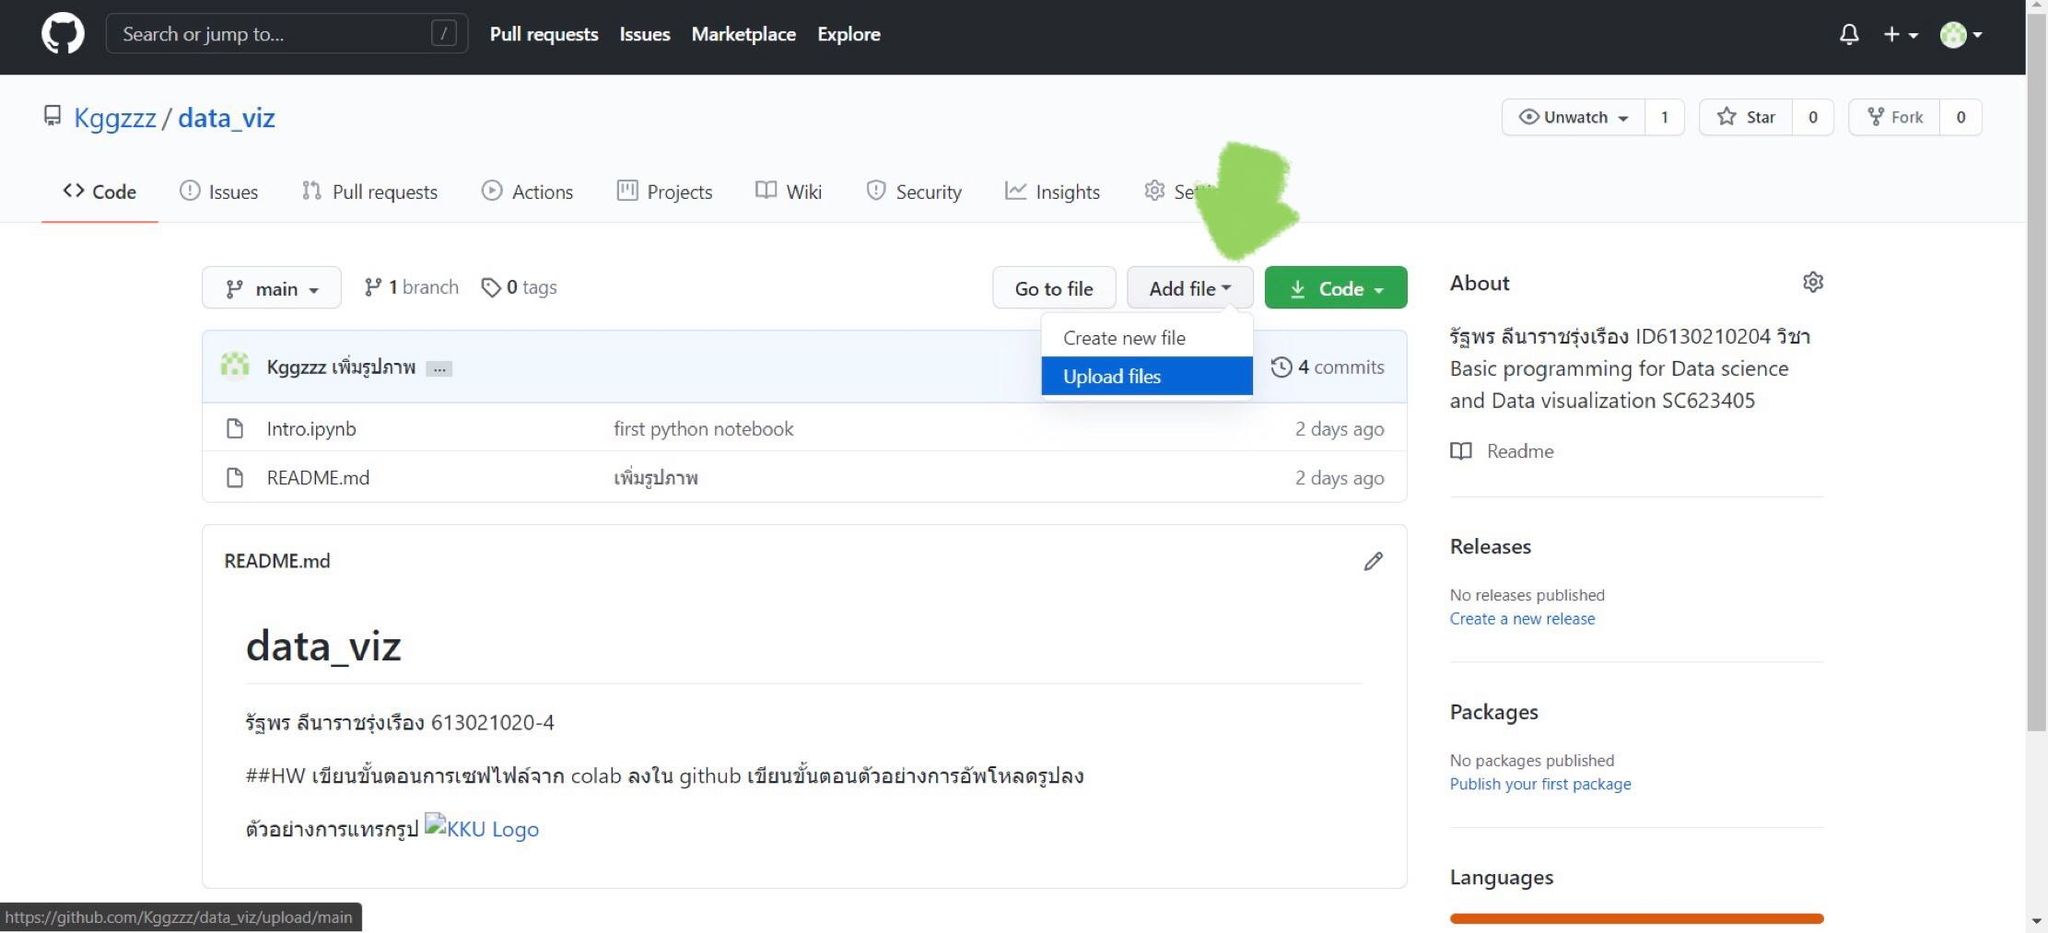 Search or jump to... / Pull requests Issues Marketplace Explore
Kggzzz / data_viz Unwatch 1 Star 0 Fork 0
Code Issues Pull requests Actions Projects Wiki Security Insights
main 1 branch 0 tags Go to file Add file Code
Create new file
Upload files
Kggzzz เพิ่มรูปภาพ ... 4 commits
Intro.ipynb first python notebook 2 days ago
README.md เพิ่มรูปภาพ 2 days ago
README.md
data_viz
รัฐพร ลีนาราชรุ่งเรือง 613021020-4
##HW เขียนขั้นตอนการเซฟไฟล์จาก colab ลงใน github เขียนขั้นตอนตัวอย่างการอัพโหลดรูปลง
ตัวอย่างการแทรกรูป KKU Logo
About
รัฐพร ลีนาราชรุ่งเรือง ID6130210204 วิชา
Basic programming for Data science
and Data visualization SC623405
Readme
Releases
No releases published
Create a new release
Packages
No packages published
Publish your first package
Languages
https://github.com/Kggzzz/data_viz/upload/main